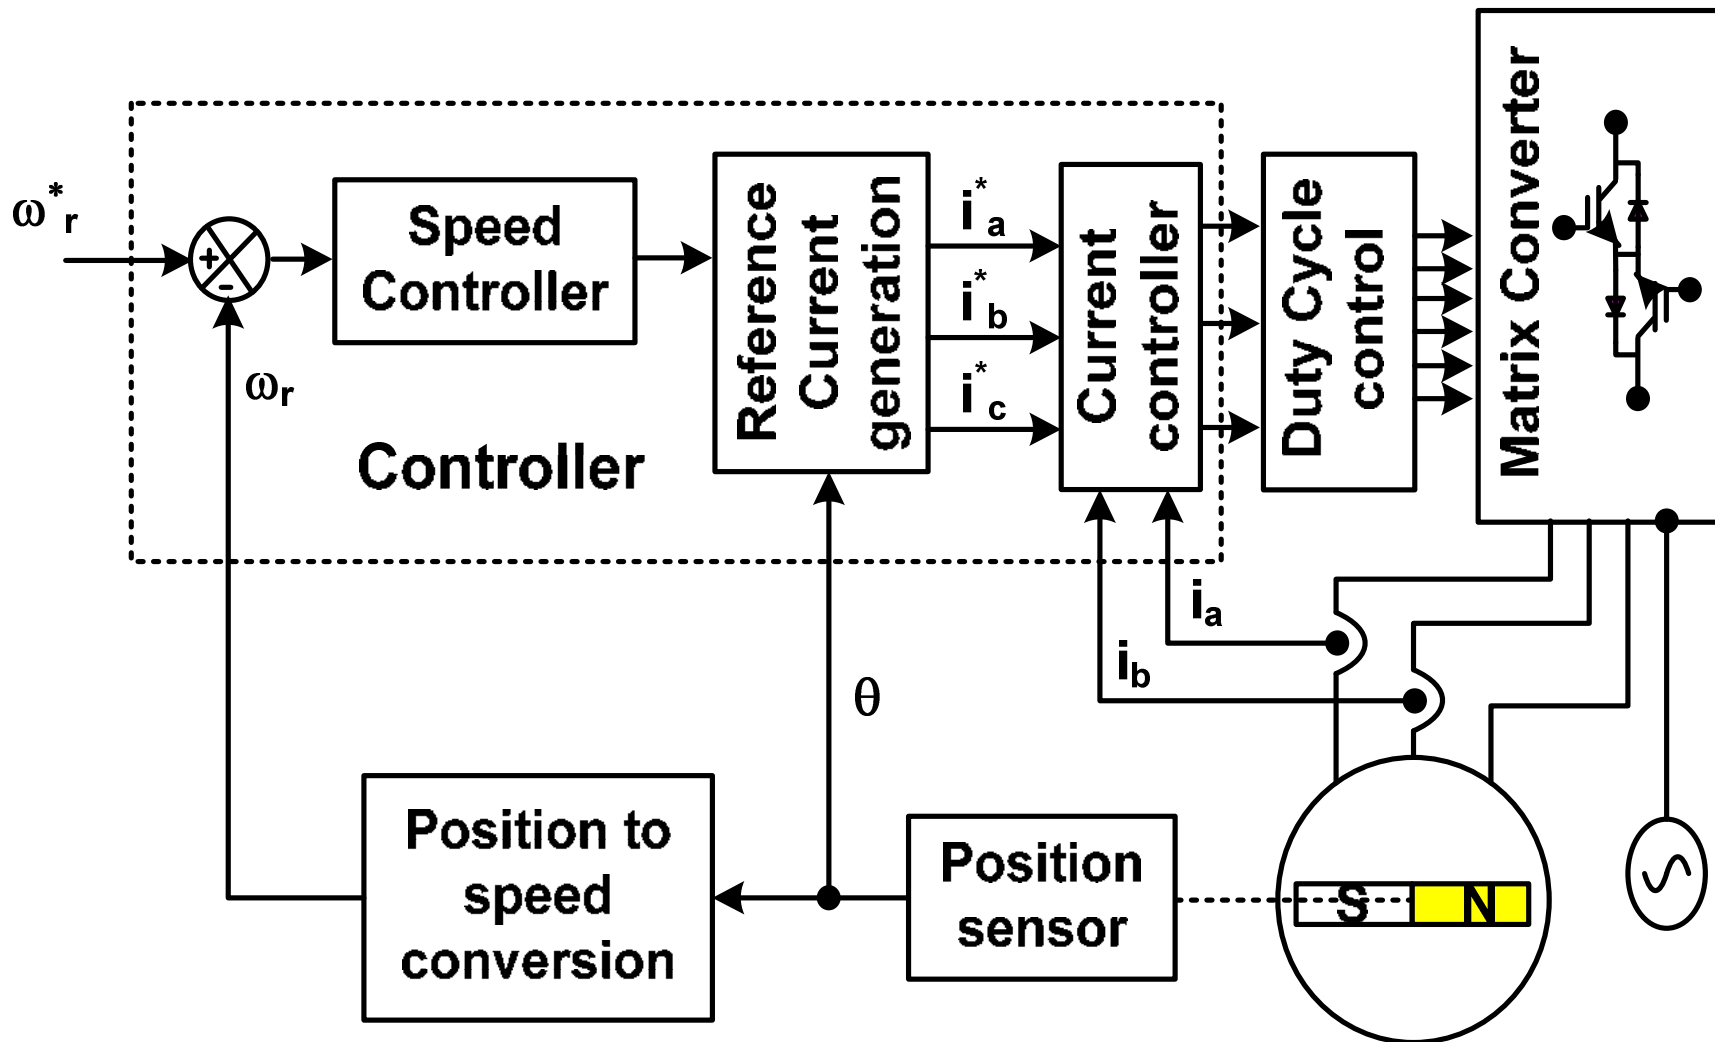 ω*r
+
-
Speed
Controller
ωr
Controller
Reference
Current
generation
i*a
i*b
i*c
Current
controller
Duty Cycle
control
Matrix Converter
ia
ib
θ
Position to
speed
conversion
Position
sensor
S
N